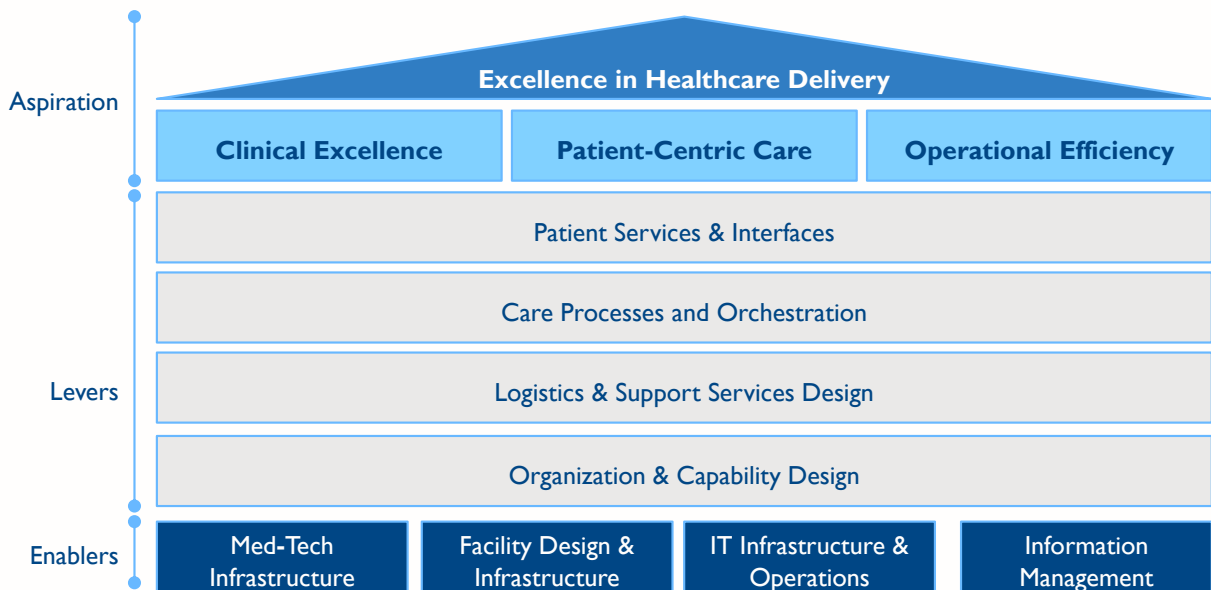 Aspiration
Excellence in Healthcare Delivery
Clinical Excellence
Patient-Centric Care
Operational Efficiency
Levers
Patient Services & Interfaces
Care Processes and Orchestration
Logistics & Support Services Design
Organization & Capability Design
Enablers
Med-Tech
Infrastructure
Facility Design &
Infrastructure
IT Infrastructure &
Operations
Information
Management